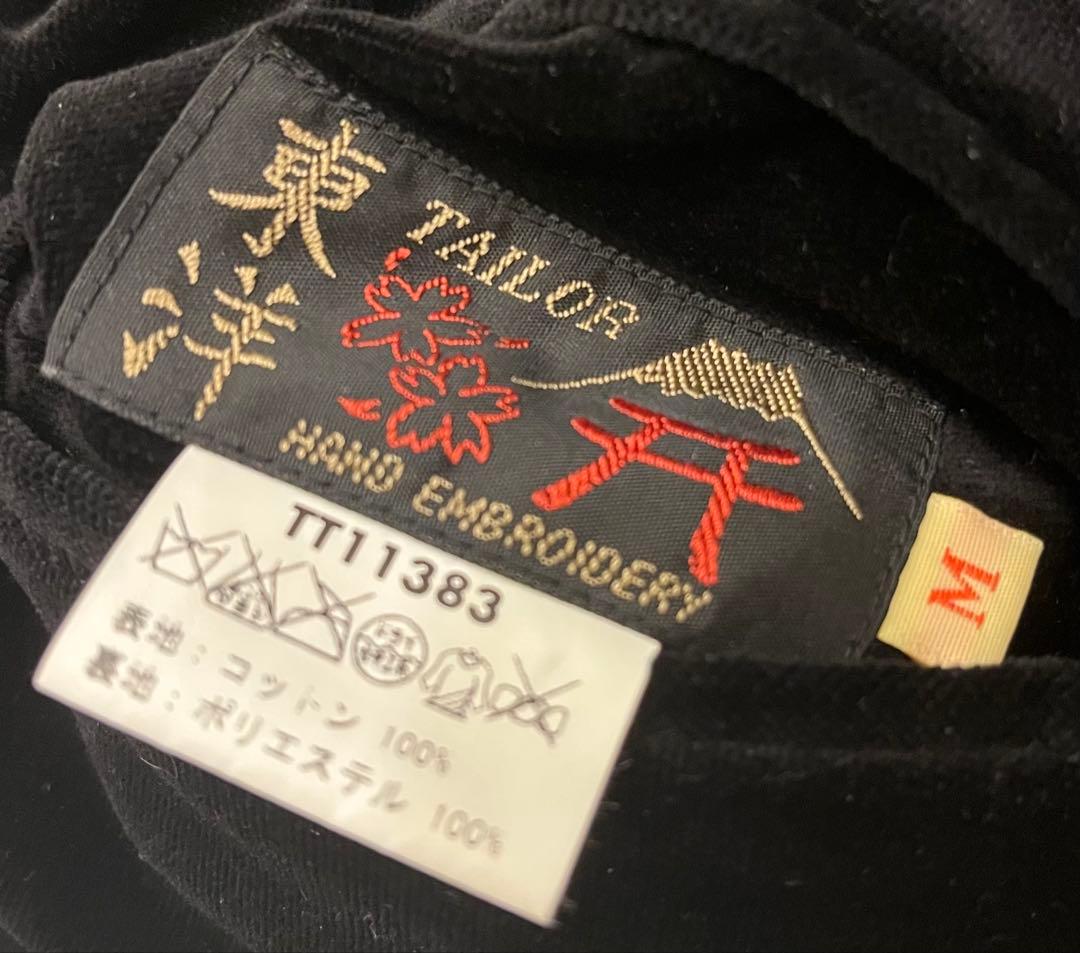 東洋
TAILOR
HAND EMBROIDERY
M
TT11383
表地：コットン 100%
裏地：ポリエステル 100%